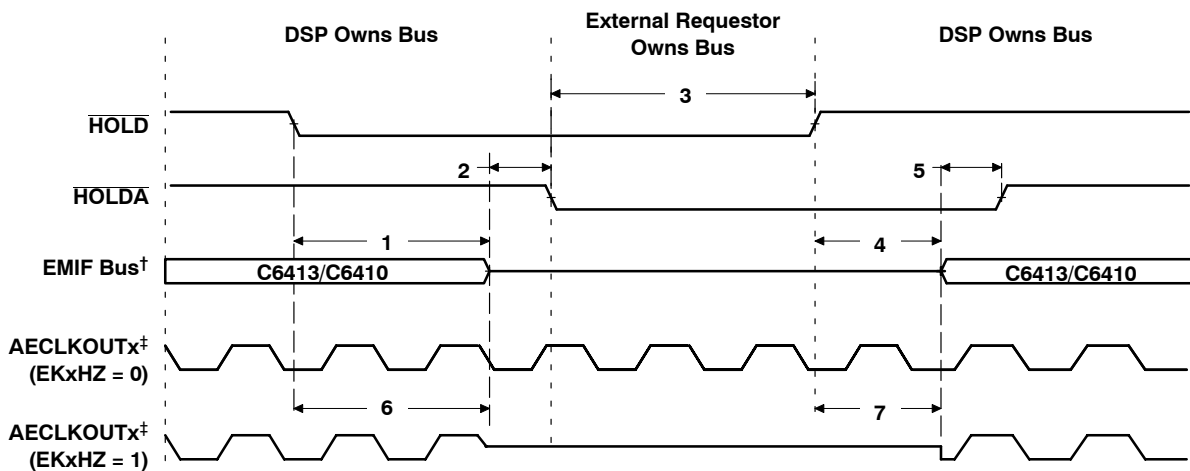 DSP Owns Bus
External Requestor
Owns Bus
DSP Owns Bus
3
HOLD
2
5
HOLDA
1
4
EMIF Bus†
C6413/C6410
C6413/C6410
AECLKOUTx‡
(EKxHZ = 0)
6
7
AECLKOUTx‡
(EKxHZ = 1)